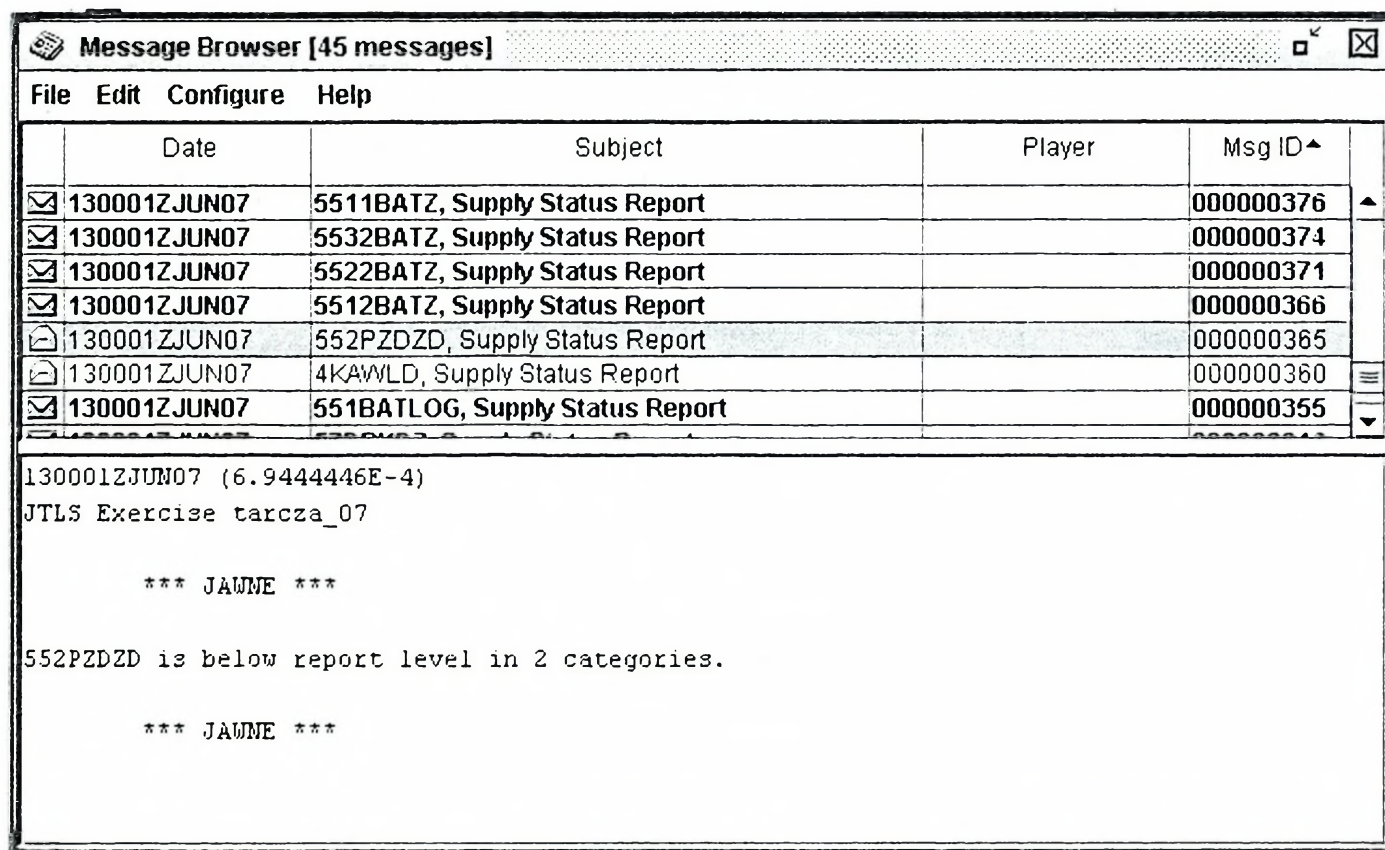 Message Browser [45 messages]
File Edit Configure Help
Date Subject Player Msg ID
130001ZJUN07 5511BATZ, Supply Status Report 000000376
130001ZJUN07 5532BATZ, Supply Status Report 000000374
130001ZJUN07 5522BATZ, Supply Status Report 000000371
130001ZJUN07 5512BATZ, Supply Status Report 000000366
130001ZJUN07 552PZDZD, Supply Status Report 000000365
130001ZJUN07 4KAWLD, Supply Status Report 000000360
130001ZJUN07 551BATLOG, Supply Status Report 000000355
130001ZJUN07 (6.9444446E-4)
JTLS Exercise tarcza_07
*** JAWNE ***
552PZDZD is below report level in 2 categories.
*** JAWNE ***